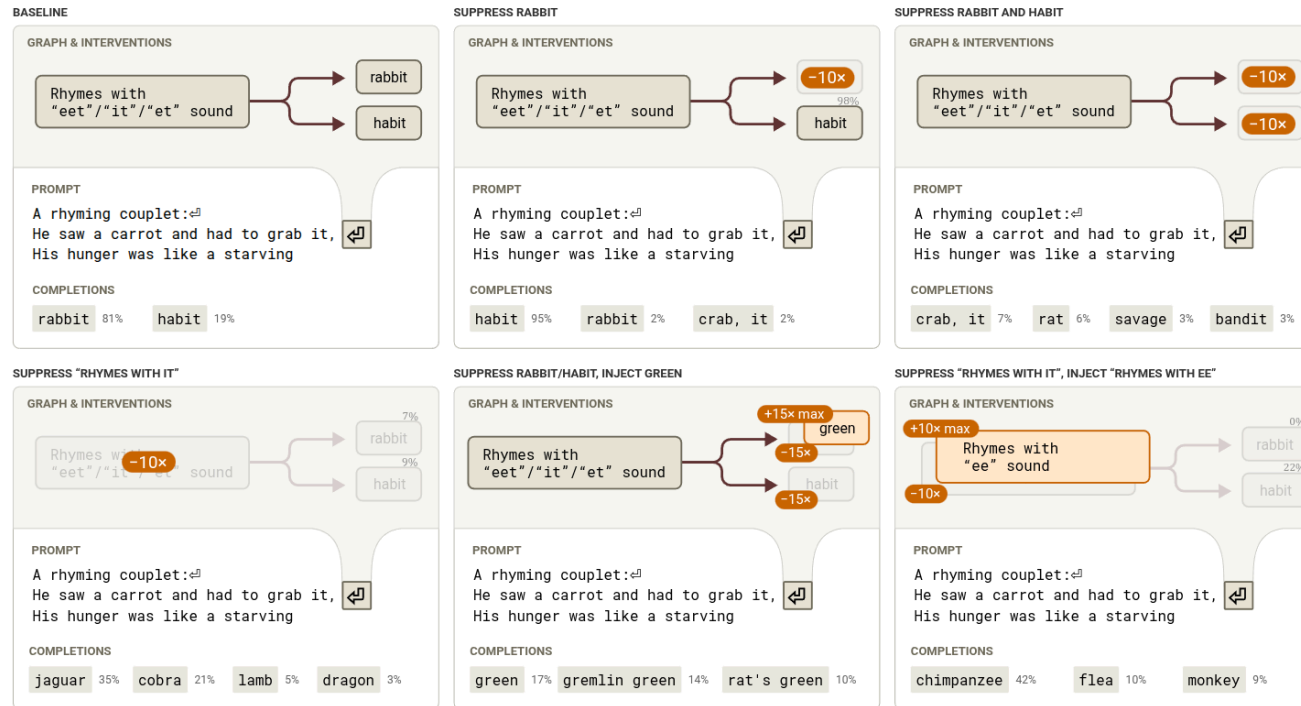 BASELINE
GRAPH & INTERVENTIONS
Rhymes with
“eet”/“it”/“et” sound
rabbit
habit
PROMPT
A rhyming couplet:⏎
He saw a carrot and had to grab it, ⏎
His hunger was like a starving
COMPLETIONS
rabbit 81% habit 19%
SUPPRESS RABBIT
GRAPH & INTERVENTIONS
Rhymes with
“eet”/“it”/“et” sound
−10×
98%
habit
PROMPT
A rhyming couplet:⏎
He saw a carrot and had to grab it, ⏎
His hunger was like a starving
COMPLETIONS
habit 95% rabbit 2% crab, it 2%
SUPPRESS RABBIT AND HABIT
GRAPH & INTERVENTIONS
Rhymes with
“eet”/“it”/“et” sound
−10×
−10×
PROMPT
A rhyming couplet:⏎
He saw a carrot and had to grab it, ⏎
His hunger was like a starving
COMPLETIONS
crab, it 7% rat 6% savage 3% bandit 3%
SUPPRESS “RHYMES WITH IT”
GRAPH & INTERVENTIONS
Rhymes with
“eet”/“it”/“et” sound
−10×
7%
rabbit
9%
habit
PROMPT
A rhyming couplet:⏎
He saw a carrot and had to grab it, ⏎
His hunger was like a starving
COMPLETIONS
jaguar 35% cobra 21% lamb 5% dragon 3%
SUPPRESS RABBIT/HABIT, INJECT GREEN
GRAPH & INTERVENTIONS
Rhymes with
“eet”/“it”/“et” sound
+15× max
green
−15×
habit
−15×
PROMPT
A rhyming couplet:⏎
He saw a carrot and had to grab it, ⏎
His hunger was like a starving
COMPLETIONS
green 17% gremlin green 14% rat's green 10%
SUPPRESS “RHYMES WITH IT”, INJECT “RHYMES WITH EE”
GRAPH & INTERVENTIONS
+10× max
Rhymes with
“ee” sound
−10×
0%
rabbit
22%
habit
PROMPT
A rhyming couplet:⏎
He saw a carrot and had to grab it, ⏎
His hunger was like a starving
COMPLETIONS
chimpanzee 42% flea 10% monkey 9%